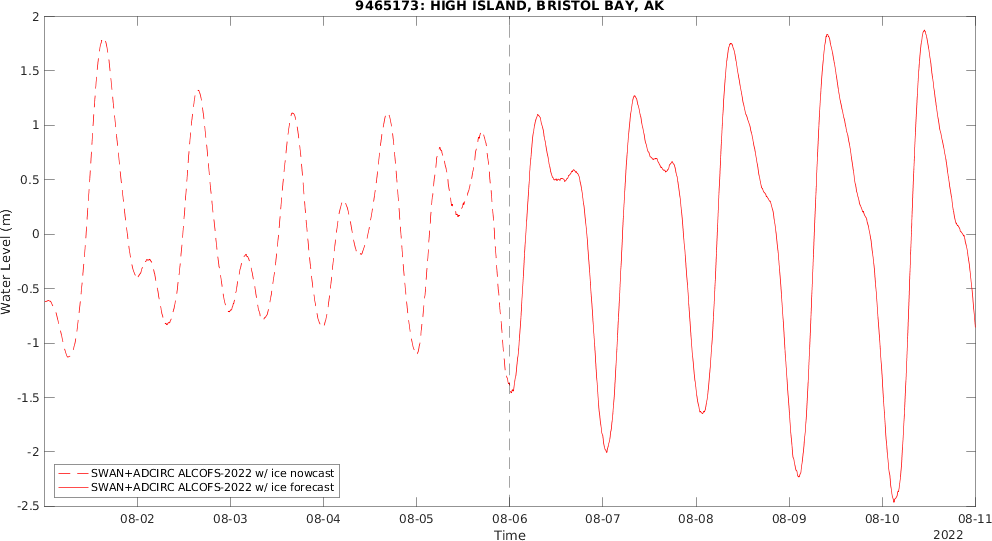 9465173: HIGH ISLAND, BRISTOL BAY, AK
2
1.5
1
0.5
0
-0.5
-1
-1.5
-2
-2.5
Water Level (m)
SWAN+ADCIRC ALCOFS-2022 w/ ice nowcast
SWAN+ADCIRC ALCOFS-2022 w/ ice forecast
08-02 08-03 08-04 08-05 08-06 08-07 08-08 08-09 08-10 08-11
Time
2022